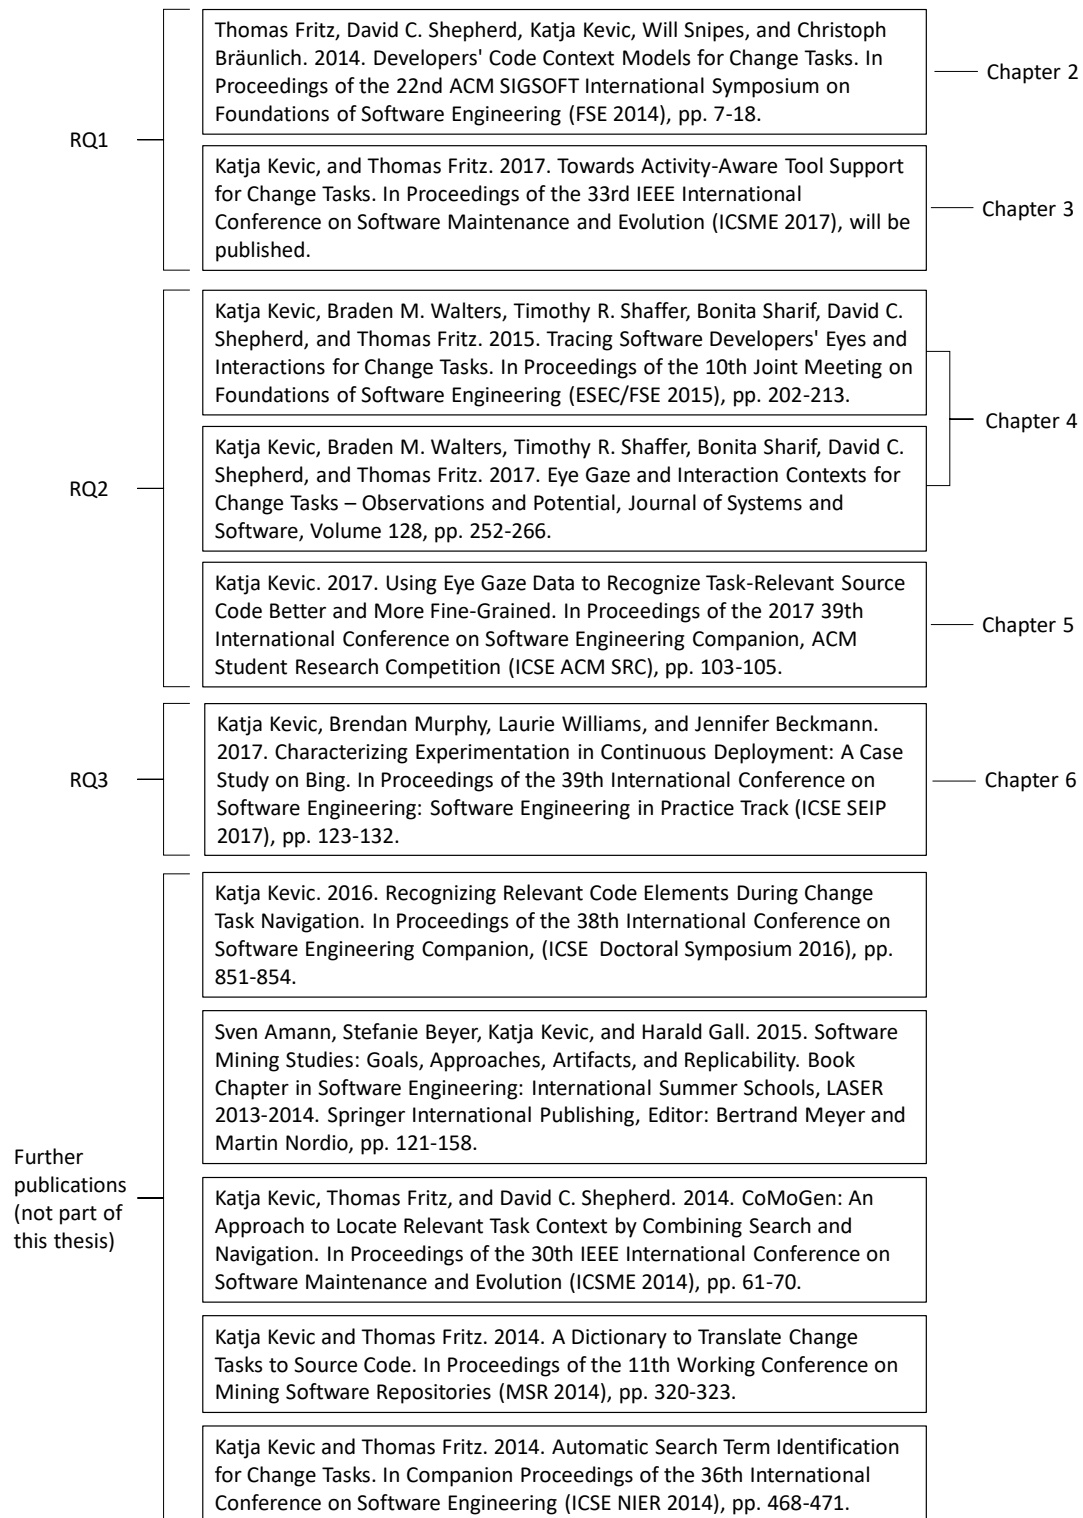 Thomas Fritz, David C. Shepherd, Katja Kevic, Will Snipes, and Christoph
Bräunlich. 2014. Developers' Code Context Models for Change Tasks. In
Proceedings of the 22nd ACM SIGSOFT International Symposium on
Foundations of Software Engineering (FSE 2014), pp. 7-18.
Chapter 2
RQ1
Katja Kevic, and Thomas Fritz. 2017. Towards Activity-Aware Tool Support
for Change Tasks. In Proceedings of the 33rd IEEE International
Conference on Software Maintenance and Evolution (ICSME 2017), will be
published.
Chapter 3
Katja Kevic, Braden M. Walters, Timothy R. Shaffer, Bonita Sharif, David C.
Shepherd, and Thomas Fritz. 2015. Tracing Software Developers' Eyes and
Interactions for Change Tasks. In Proceedings of the 10th Joint Meeting on
Foundations of Software Engineering (ESEC/FSE 2015), pp. 202-213.
Chapter 4
RQ2
Katja Kevic, Braden M. Walters, Timothy R. Shaffer, Bonita Sharif, David C.
Shepherd, and Thomas Fritz. 2017. Eye Gaze and Interaction Contexts for
Change Tasks – Observations and Potential, Journal of Systems and
Software, Volume 128, pp. 252-266.
Katja Kevic. 2017. Using Eye Gaze Data to Recognize Task-Relevant Source
Code Better and More Fine-Grained. In Proceedings of the 2017 39th
International Conference on Software Engineering Companion, ACM
Student Research Competition (ICSE ACM SRC), pp. 103-105.
Chapter 5
RQ3
Katja Kevic, Brendan Murphy, Laurie Williams, and Jennifer Beckmann.
2017. Characterizing Experimentation in Continuous Deployment: A Case
Study on Bing. In Proceedings of the 39th International Conference on
Software Engineering: Software Engineering in Practice Track (ICSE SEIP
2017), pp. 123-132.
Chapter 6
Katja Kevic. 2016. Recognizing Relevant Code Elements During Change
Task Navigation. In Proceedings of the 38th International Conference on
Software Engineering Companion, (ICSE Doctoral Symposium 2016), pp.
851-854.
Sven Amann, Stefanie Beyer, Katja Kevic, and Harald Gall. 2015. Software
Mining Studies: Goals, Approaches, Artifacts, and Replicability. Book
Chapter in Software Engineering: International Summer Schools, LASER
2013-2014. Springer International Publishing, Editor: Bertrand Meyer and
Martin Nordio, pp. 121-158.
Further
publications
(not part of
this thesis)
Katja Kevic, Thomas Fritz, and David C. Shepherd. 2014. CoMoGen: An
Approach to Locate Relevant Task Context by Combining Search and
Navigation. In Proceedings of the 30th IEEE International Conference on
Software Maintenance and Evolution (ICSME 2014), pp. 61-70.
Katja Kevic and Thomas Fritz. 2014. A Dictionary to Translate Change
Tasks to Source Code. In Proceedings of the 11th Working Conference on
Mining Software Repositories (MSR 2014), pp. 320-323.
Katja Kevic and Thomas Fritz. 2014. Automatic Search Term Identification
for Change Tasks. In Companion Proceedings of the 36th International
Conference on Software Engineering (ICSE NIER 2014), pp. 468-471.